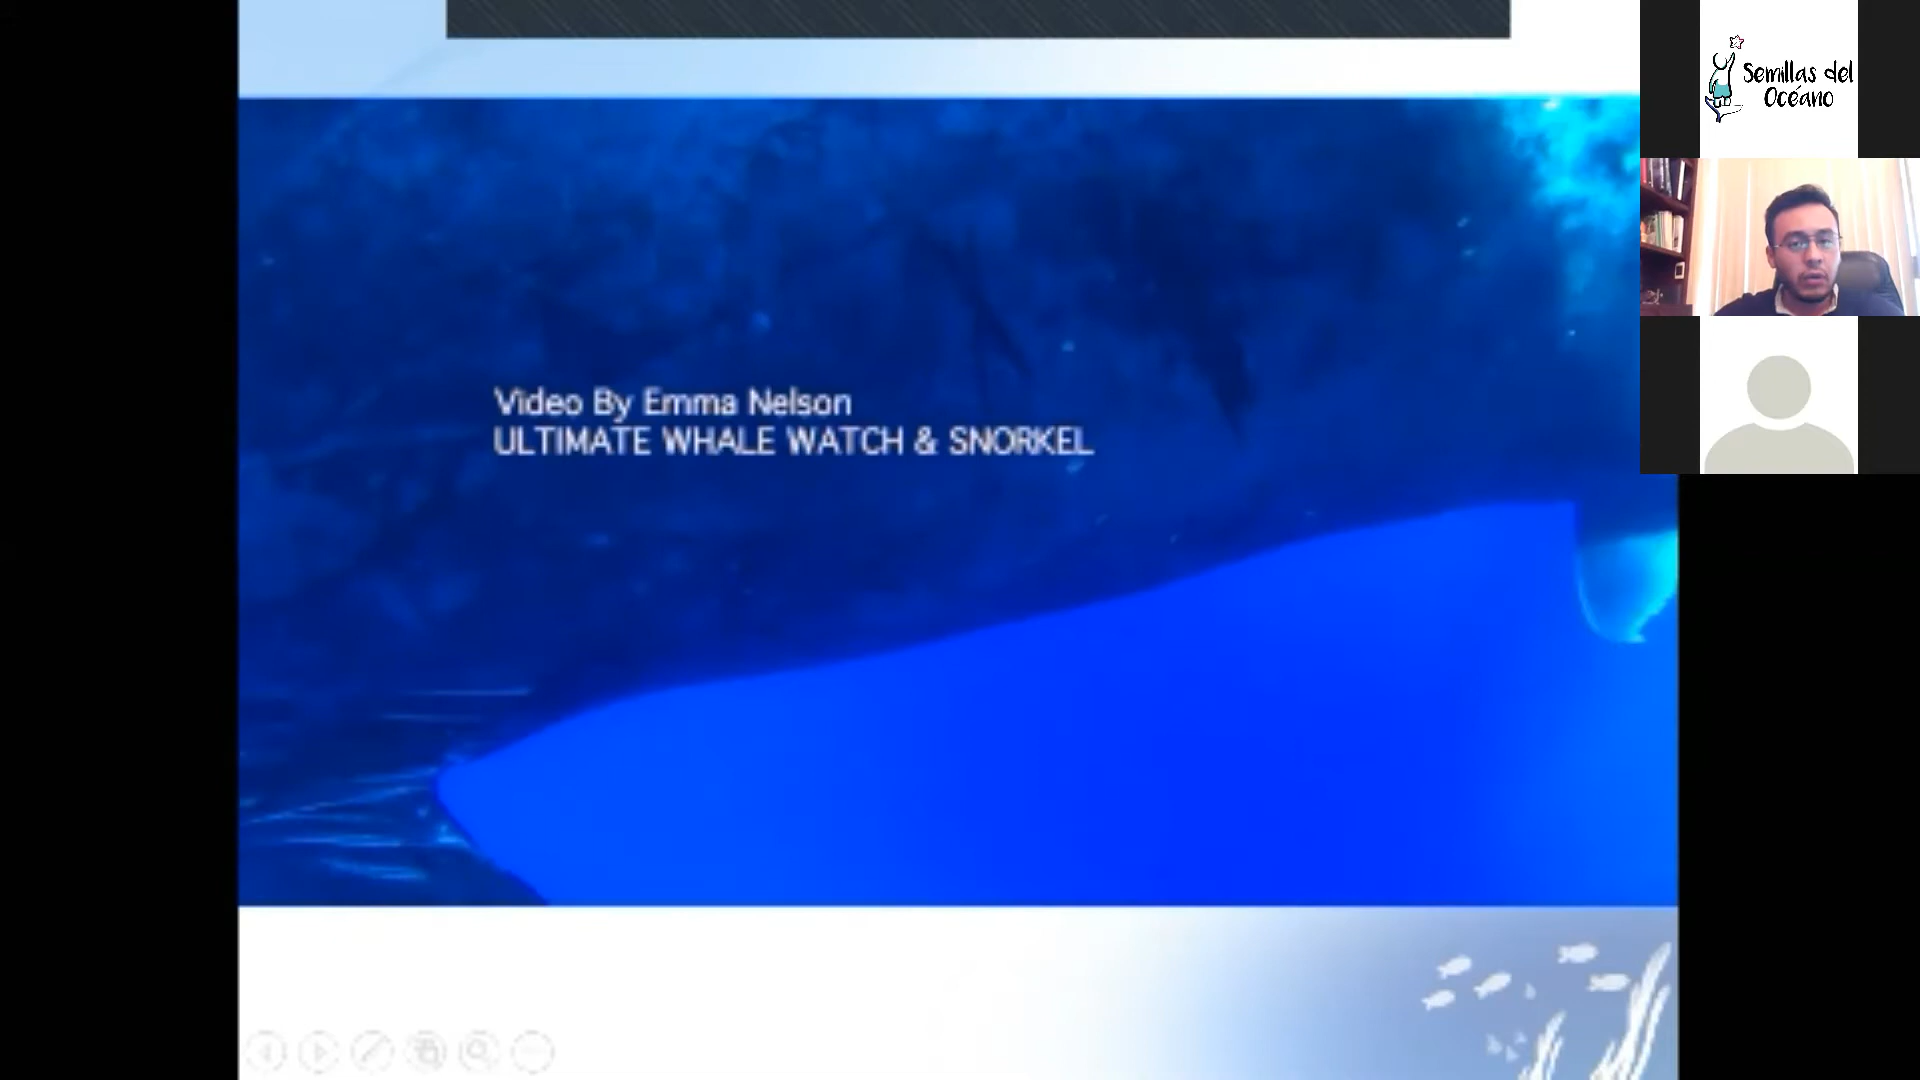 Video By Emma Nelson
ULTIMATE WHALE WATCH & SNORKEL
Semillas del
Océano